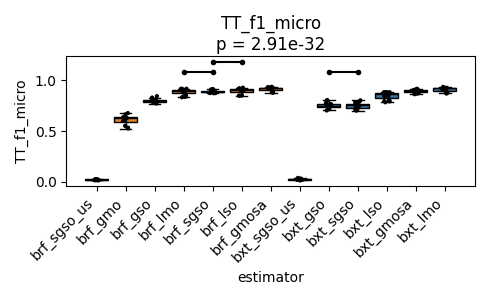 TT_f1_micro
p = 2.91e-32
TT_f1_micro
1.0
0.5
0.0
brf_sgso_us
brf_gmo
brf_gso
brf_lmo
brf_sgso
brf_lso
brf_gmosa
bxt_sgso_us
bxt_gso
bxt_sgso
bxt_lso
bxt_gmosa
bxt_lmo
estimator